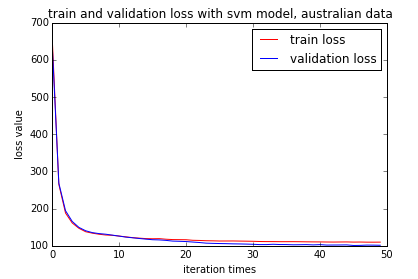 train and validation loss with svm model, australian data
700
600
500
400
300
200
100
loss value
train loss
validation loss
0 10 20 30 40 50
iteration times